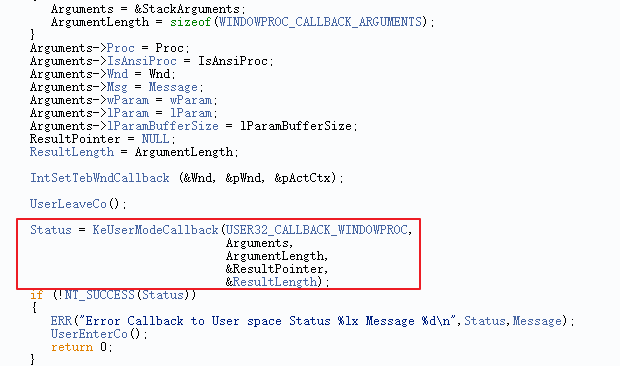 Arguments = &StackArguments;
ArgumentLength = sizeof(WINDOWPROC_CALLBACK_ARGUMENTS);
}
Arguments->Proc = Proc;
Arguments->IsAnsiProc = IsAnsiProc;
Arguments->Wnd = Wnd;
Arguments->Msg = Message;
Arguments->wParam = wParam;
Arguments->lParam = lParam;
Arguments->lParamBufferSize = lParamBufferSize;
ResultPointer = NULL;
ResultLength = ArgumentLength;
IntSetTebWndCallback (&Wnd, &pWnd, &pActCtx);
UserLeaveCo();
Status = KeUserModeCallback(USER32_CALLBACK_WINDOWPROC,
Arguments,
ArgumentLength,
&ResultPointer,
&ResultLength);
if (!NT_SUCCESS(Status))
{
ERR("Error Callback to User space Status %lx Message %d\n",Status,Message);
UserEnterCo();
return 0;
}